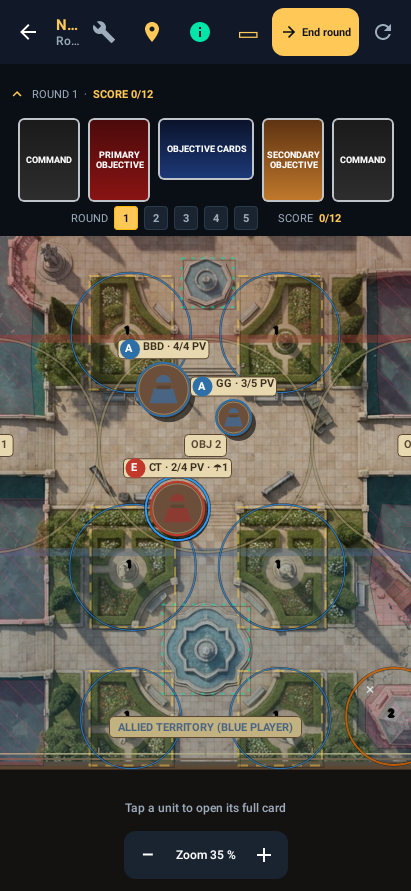 N...
Ro...
End round
ROUND 1 · SCORE 0/12
COMMAND
PRIMARY
OBJECTIVE
OBJECTIVE CARDS
SECONDARY
OBJECTIVE
COMMAND
ROUND 1 2 3 4 5 SCORE 0/12
1
1
A BBD · 4/4 PV
A GG · 3/5 PV
1
OBJ 2
O
E CT · 2/4 PV · ☂1
1
1
2
ALLIED TERRITORY (BLUE PLAYER)
Tap a unit to open its full card
− Zoom 35 % +